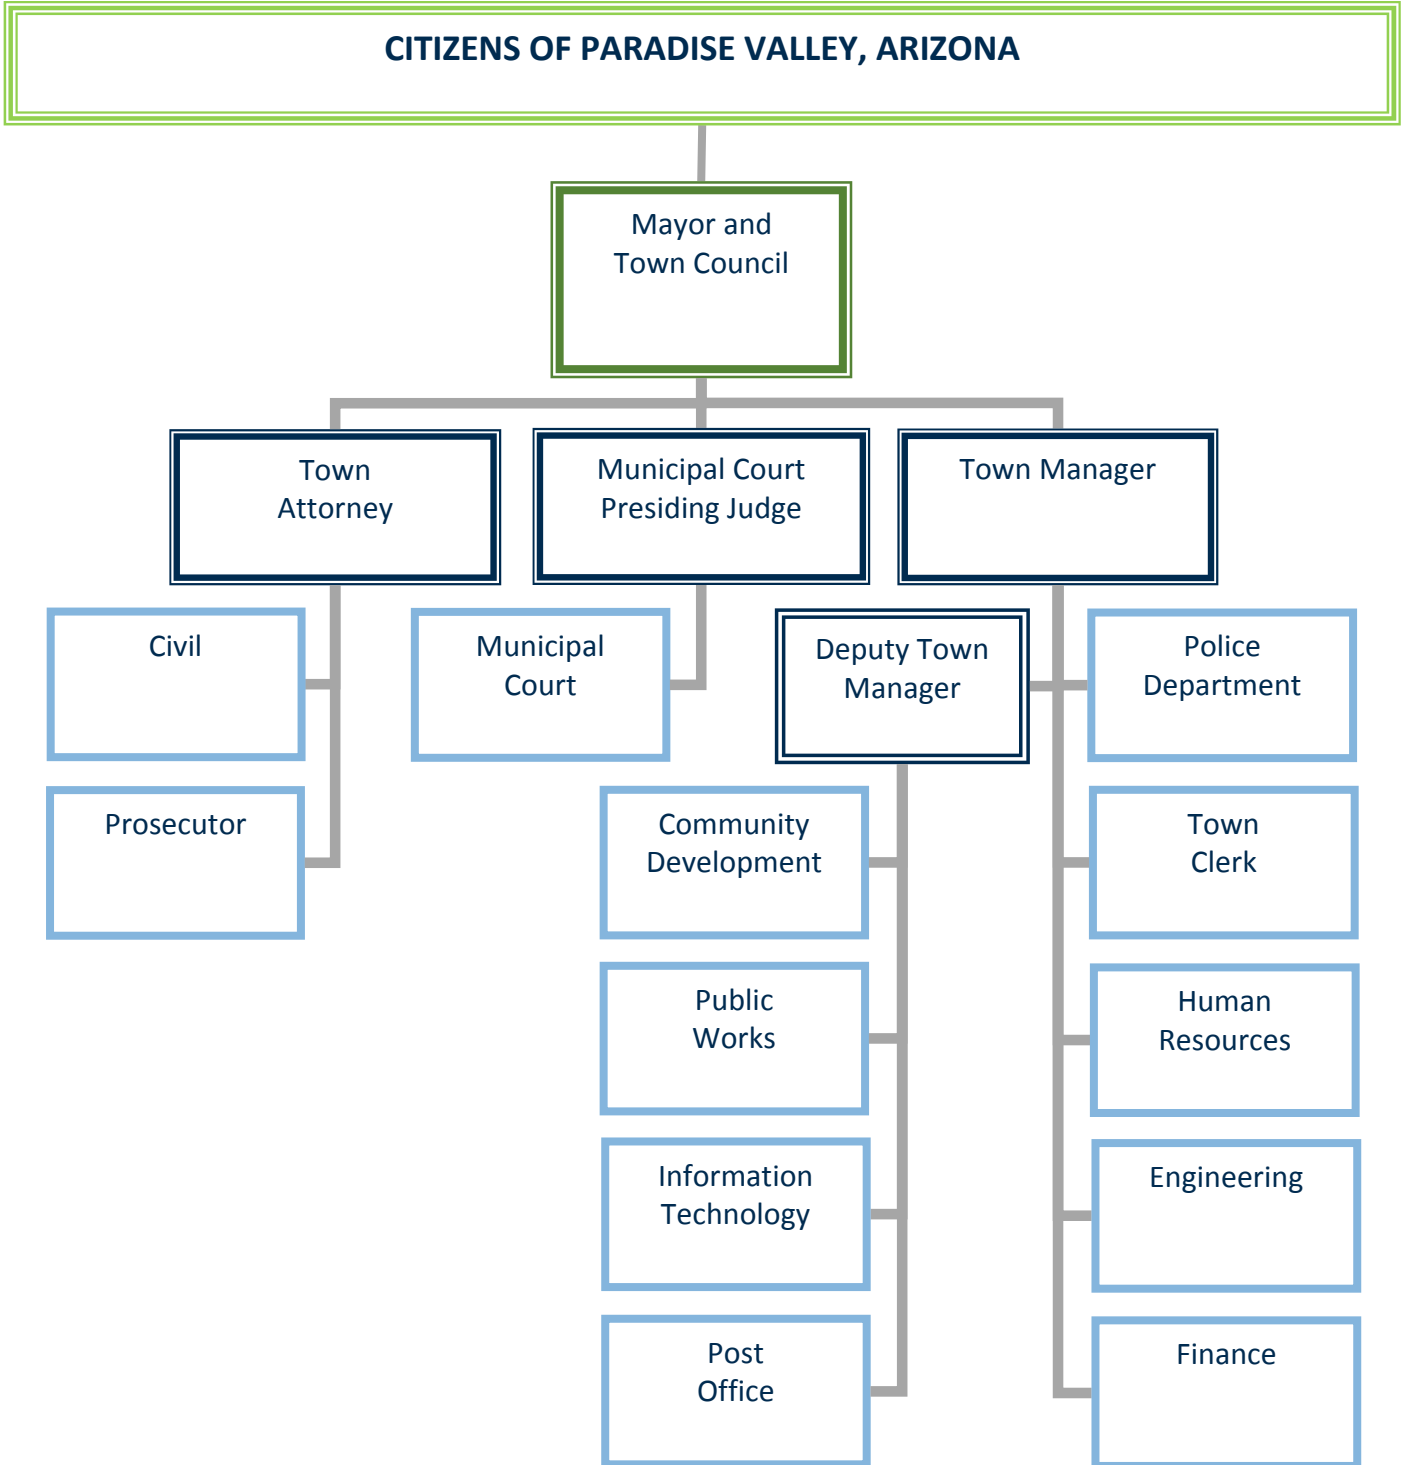 CITIZENS OF PARADISE VALLEY, ARIZONA
Mayor and
Town Council
Town
Attorney
Municipal Court
Presiding Judge
Town Manager
Civil
Municipal
Court
Deputy Town
Manager
Police
Department
Prosecutor
Community
Development
Town
Clerk
Public
Works
Human
Resources
Information
Technology
Engineering
Post
Office
Finance